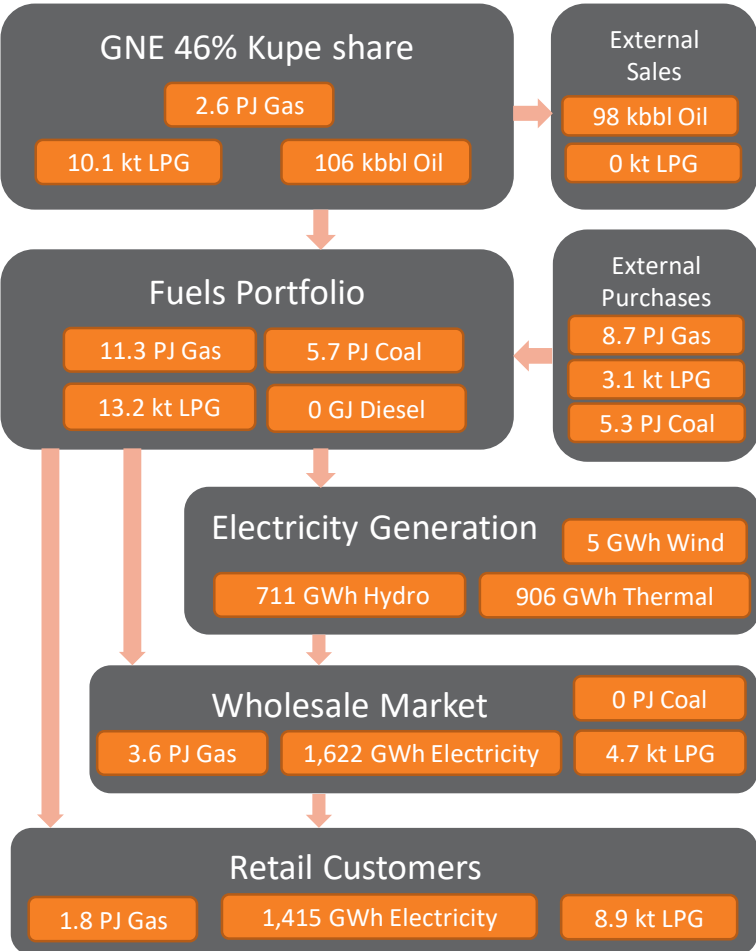 GNE 46% Kupe share
2.6 PJ Gas
10.1 kt LPG
106 kbbl Oil
External
Sales
98 kbbl Oil
0 kt LPG
Fuels Portfolio
11.3 PJ Gas
5.7 PJ Coal
13.2 kt LPG
0 GJ Diesel
External
Purchases
8.7 PJ Gas
3.1 kt LPG
5.3 PJ Coal
Electricity Generation
5 GWh Wind
711 GWh Hydro
906 GWh Thermal
Wholesale Market
0 PJ Coal
3.6 PJ Gas
1,622 GWh Electricity
4.7 kt LPG
Retail Customers
1.8 PJ Gas
1,415 GWh Electricity
8.9 kt LPG